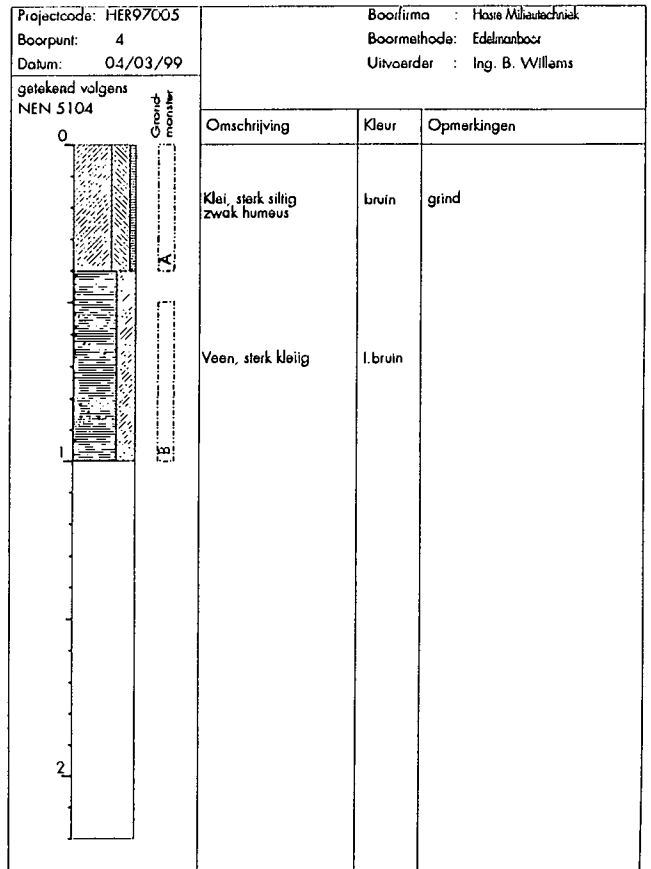 Projectcode: HER97005
Boorpunt: 4
Datum: 04/03/99
Boorfirma : Haste Milieutechniek
Boormethode: Edelmanboor
Uitvoerder : Ing. B. Willems
getekend volgens
NEN 5104
Grond-
monster
Omschrijving
Kleur
Opmerkingen
0
Klei, sterk siltig
zwak humeus
bruin
grind
A
Veen, sterk kleiig
l.bruin
B
1
2